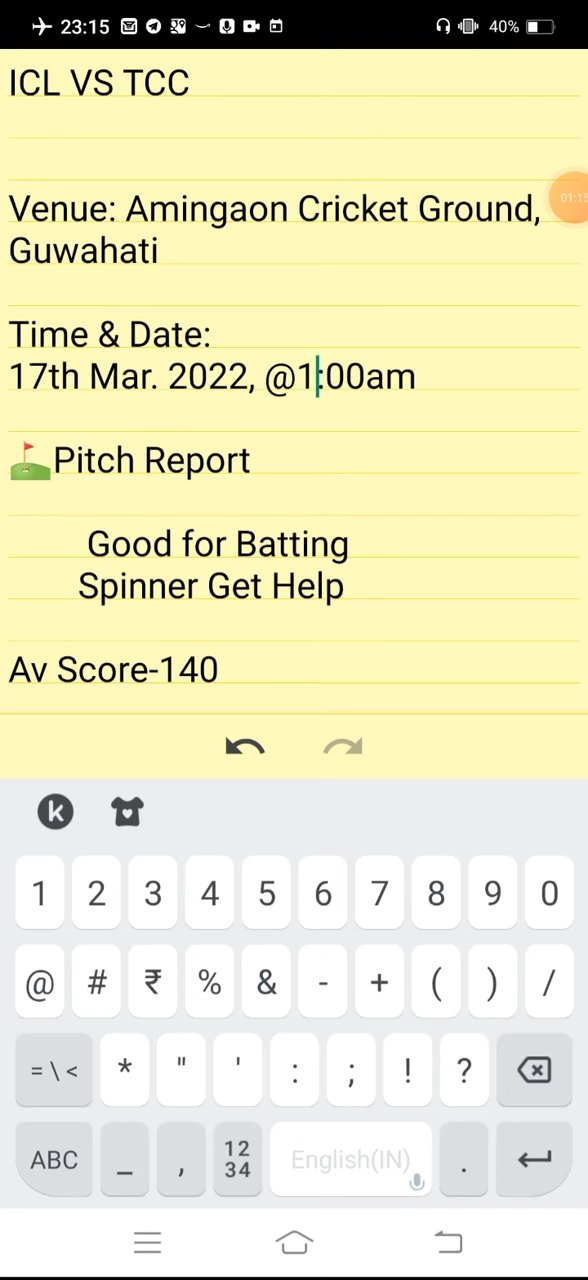 23:15
40%
ICL VS TCC
01:15
Venue: Amingaon Cricket Ground,
Guwahati
Time & Date:
17th Mar. 2022, @1:00am
Pitch Report
Good for Batting
Spinner Get Help
Av Score-140
k
1 2 3 4 5 6 7 8 9 0
@ # ₹ % & - + ( ) /
= \ < * " ' : ; ! ?
ABC _ , 12 34 English(IN) .